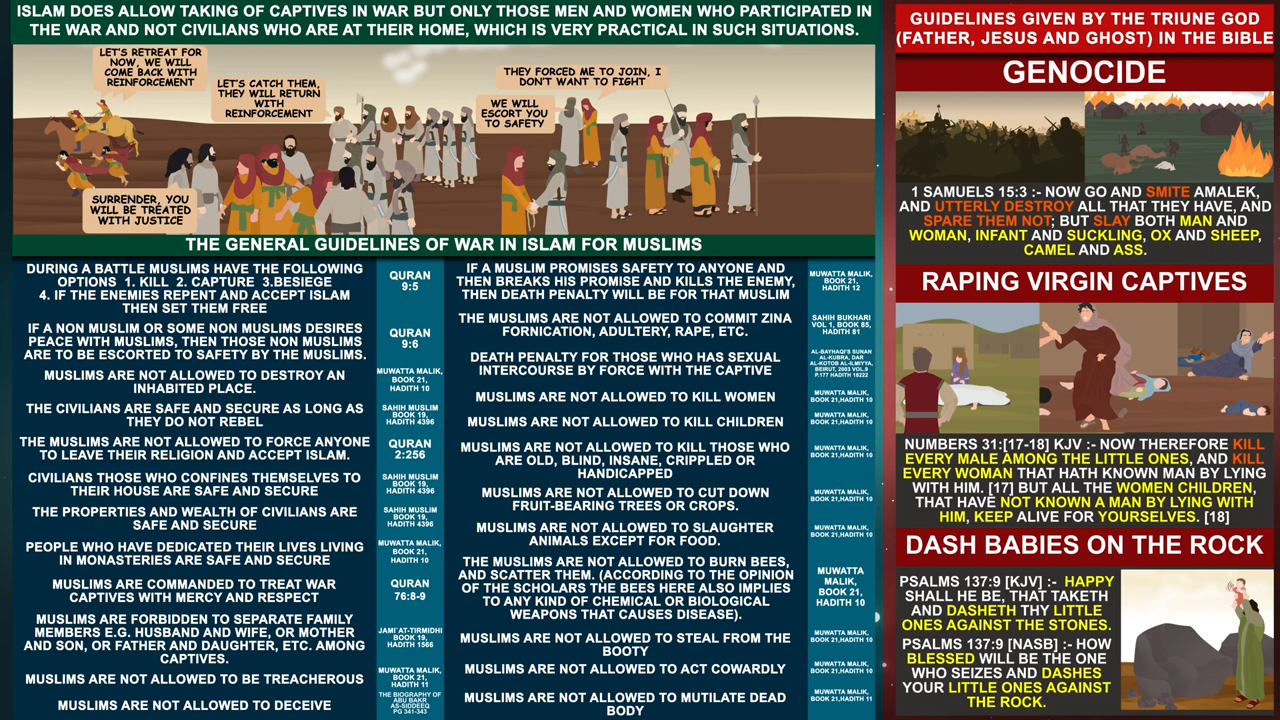 ISLAM DOES ALLOW TAKING OF CAPTIVES IN WAR BUT ONLY THOSE MEN AND WOMEN WHO PARTICIPATED IN
THE WAR AND NOT CIVILIANS WHO ARE AT THEIR HOME, WHICH IS VERY PRACTICAL IN SUCH SITUATIONS.
LET'S RETREAT FOR
NOW, WE WILL
COME BACK WITH
REINFORCEMENT
LET'S CATCH THEM,
THEY WILL RETURN
WITH
REINFORCEMENT
THEY FORCED ME TO JOIN, I
DON'T WANT TO FIGHT
WE WILL
ESCORT YOU
TO SAFETY
SURRENDER, YOU
WILL BE TREATED
WITH JUSTICE
THE GENERAL GUIDELINES OF WAR IN ISLAM FOR MUSLIMS
DURING A BATTLE MUSLIMS HAVE THE FOLLOWING
OPTIONS 1. KILL 2. CAPTURE 3.BESIEGE
4. IF THE ENEMIES REPENT AND ACCEPT ISLAM
THEN SET THEM FREE
QURAN
9:5
IF A NON MUSLIM OR SOME NON MUSLIMS DESIRES
PEACE WITH MUSLIMS, THEN THOSE NON MUSLIMS
ARE TO BE ESCORTED TO SAFETY BY THE MUSLIMS.
QURAN
9:6
MUSLIMS ARE NOT ALLOWED TO DESTROY AN
INHABITED PLACE.
MUWATTA MALIK,
BOOK 21,
HADITH 10
THE CIVILIANS ARE SAFE AND SECURE AS LONG AS
THEY DO NOT REBEL
SAHIH MUSLIM
BOOK 19,
HADITH 4396
THE MUSLIMS ARE NOT ALLOWED TO FORCE ANYONE
TO LEAVE THEIR RELIGION AND ACCEPT ISLAM.
QURAN
2:256
CIVILIANS THOSE WHO CONFINES THEMSELVES TO
THEIR HOUSE ARE SAFE AND SECURE
SAHIH MUSLIM
BOOK 19,
HADITH 4396
THE PROPERTIES AND WEALTH OF CIVILIANS ARE
SAFE AND SECURE
SAHIH MUSLIM
BOOK 19,
HADITH 4396
PEOPLE WHO HAVE DEDICATED THEIR LIVES LIVING
IN MONASTERIES ARE SAFE AND SECURE
MUWATTA MALIK,
BOOK 21,
HADITH 10
MUSLIMS ARE COMMANDED TO TREAT WAR
CAPTIVES WITH MERCY AND RESPECT
QURAN
76:8-9
MUSLIMS ARE FORBIDDEN TO SEPARATE FAMILY
MEMBERS E.G. HUSBAND AND WIFE, OR MOTHER
AND SON, OR FATHER AND DAUGHTER, ETC. AMONG
CAPTIVES.
JAMI`AT-TIRMIDHI
BOOK 19,
HADITH 1566
MUSLIMS ARE NOT ALLOWED TO BE TREACHEROUS
MUWATTA MALIK,
BOOK 21,
HADITH 11
MUSLIMS ARE NOT ALLOWED TO DECEIVE
THE BIOGRAPHY OF
ABU BAKR
AS-SIDDEEQ
PG 341-343
IF A MUSLIM PROMISES SAFETY TO ANYONE AND
THEN BREAKS HIS PROMISE AND KILLS THE ENEMY,
THEN DEATH PENALTY WILL BE FOR THAT MUSLIM
MUWATTA MALIK,
BOOK 21,
HADITH 12
THE MUSLIMS ARE NOT ALLOWED TO COMMIT ZINA
FORNICATION, ADULTERY, RAPE, ETC.
SAHIH BUKHARI
VOL 1, BOOK 85,
HADITH 81
DEATH PENALTY FOR THOSE WHO HAS SEXUAL
INTERCOURSE BY FORCE WITH THE CAPTIVE
AL-BAYHAQI'S SUNAN
AL-KUBRA, DAR
AL-KOTOB AL-ILMIYYA,
BEIRUT, 2003 VOL.9
P.177 HADITH 18222
MUSLIMS ARE NOT ALLOWED TO KILL WOMEN
MUWATTA MALIK,
BOOK 21,HADITH 10
MUSLIMS ARE NOT ALLOWED TO KILL CHILDREN
MUWATTA MALIK,
BOOK 21,HADITH 10
MUSLIMS ARE NOT ALLOWED TO KILL THOSE WHO
ARE OLD, BLIND, INSANE, CRIPPLED OR
HANDICAPPED
MUWATTA MALIK,
BOOK 21,HADITH 10
MUSLIMS ARE NOT ALLOWED TO CUT DOWN
FRUIT-BEARING TREES OR CROPS.
MUWATTA MALIK,
BOOK 21,HADITH 10
MUSLIMS ARE NOT ALLOWED TO SLAUGHTER
ANIMALS EXCEPT FOR FOOD.
MUWATTA MALIK,
BOOK 21,HADITH 10
THE MUSLIMS ARE NOT ALLOWED TO BURN BEES,
AND SCATTER THEM. (ACCORDING TO THE OPINION
OF THE SCHOLARS THE BEES HERE ALSO IMPLIES
TO ANY KIND OF CHEMICAL OR BIOLOGICAL
WEAPONS THAT CAUSES DISEASE).
MUWATTA
MALIK,
BOOK 21,
HADITH 10
MUSLIMS ARE NOT ALLOWED TO STEAL FROM THE
BOOTY
MUWATTA MALIK,
BOOK 21,HADITH 10
MUSLIMS ARE NOT ALLOWED TO ACT COWARDLY
MUWATTA MALIK,
BOOK 21,HADITH 10
MUSLIMS ARE NOT ALLOWED TO MUTILATE DEAD
BODY
MUWATTA MALIK,
BOOK 21,HADITH 11
GUIDELINES GIVEN BY THE TRIUNE GOD
(FATHER, JESUS AND GHOST) IN THE BIBLE
GENOCIDE
1 SAMUELS 15:3 :- NOW GO AND SMITE AMALEK,
AND UTTERLY DESTROY ALL THAT THEY HAVE, AND
SPARE THEM NOT; BUT SLAY BOTH MAN AND
WOMAN, INFANT AND SUCKLING, OX AND SHEEP,
CAMEL AND ASS.
RAPING VIRGIN CAPTIVES
NUMBERS 31:[17-18] KJV :- NOW THEREFORE KILL
EVERY MALE AMONG THE LITTLE ONES, AND KILL
EVERY WOMAN THAT HATH KNOWN MAN BY LYING
WITH HIM. [17] BUT ALL THE WOMEN CHILDREN,
THAT HAVE NOT KNOWN A MAN BY LYING WITH
HIM, KEEP ALIVE FOR YOURSELVES. [18]
DASH BABIES ON THE ROCK
PSALMS 137:9 [KJV] :- HAPPY
SHALL HE BE, THAT TAKETH
AND DASHETH THY LITTLE
ONES AGAINST THE STONES.
PSALMS 137:9 [NASB] :- HOW
BLESSED WILL BE THE ONE
WHO SEIZES AND DASHES
YOUR LITTLE ONES AGAINST
THE ROCK.